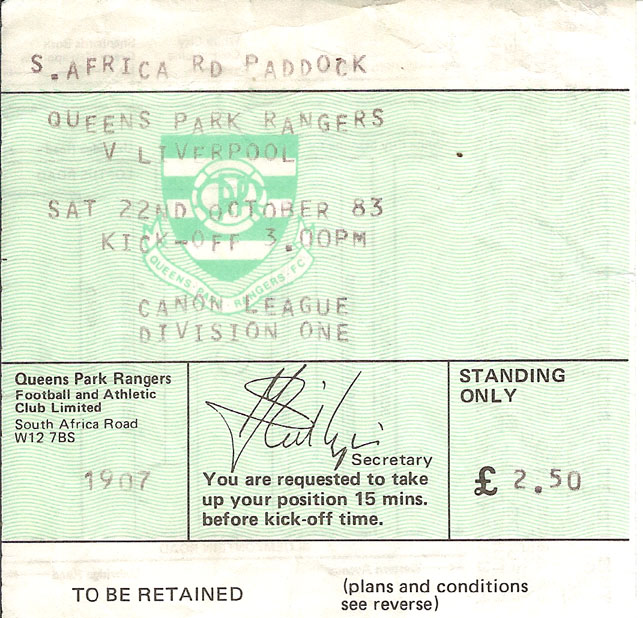 S.AFRICA RD PADDOCK
QUEENS PARK RANGERS
V LIVERPOOL
SAT 22ND OCTOBER 83
KICK-OFF 3.00PM
QUEENS PARK RANGERS FC
CANON LEAGUE
DIVISION ONE
Queens Park Rangers
Football and Athletic
Club Limited
South Africa Road
W12 7BS
1907
Secretary
You are requested to take
up your position 15 mins.
before kick-off time.
STANDING
ONLY
£ 2.50
TO BE RETAINED
(plans and conditions
see reverse)